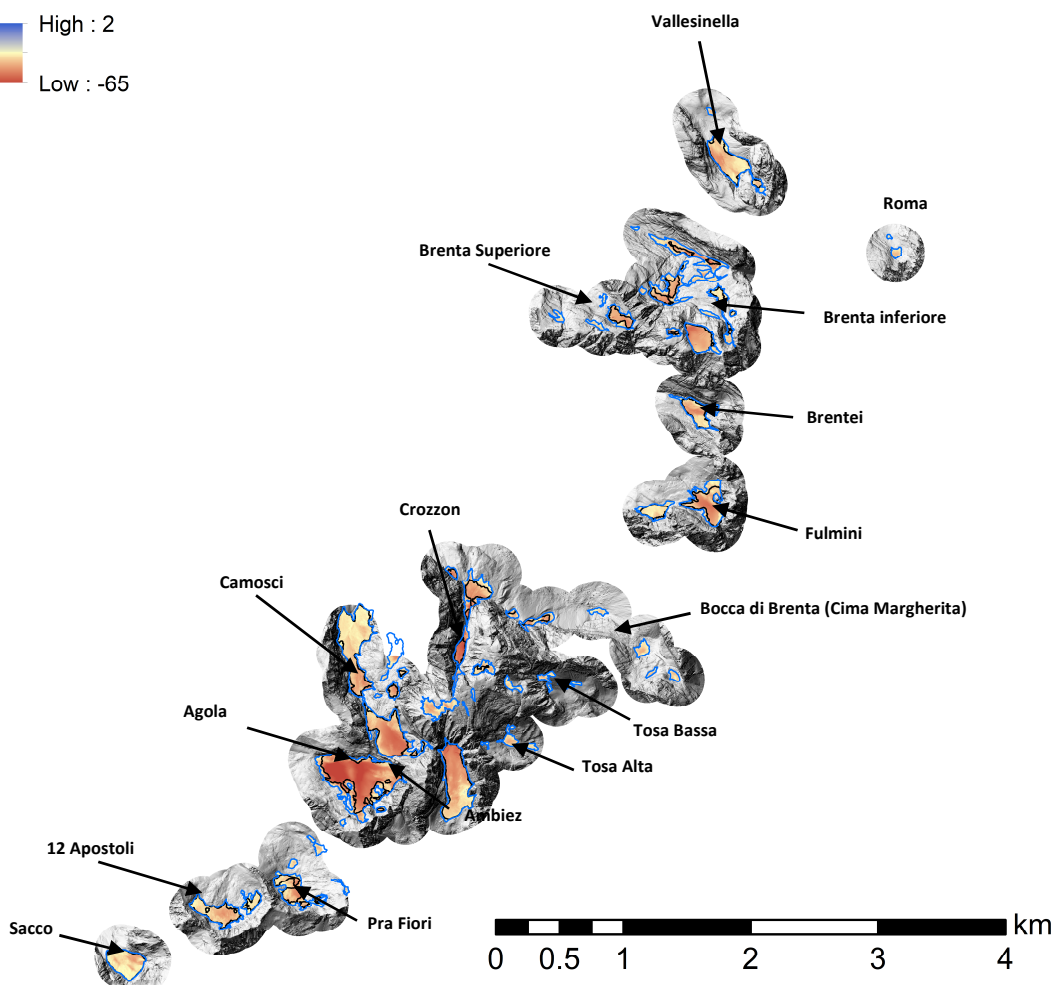 High : 2
Low : -65
Vallesinella
Roma
Brenta Superiore
Brenta inferiore
Brentei
Fulmini
Crozzon
Camosci
Bocca di Brenta (Cima Margherita)
Agola
Tosa Bassa
Tosa Alta
Ambiez
12 Apostoli
Pra Fiori
Sacco
km
0 0.5 1 2 3 4